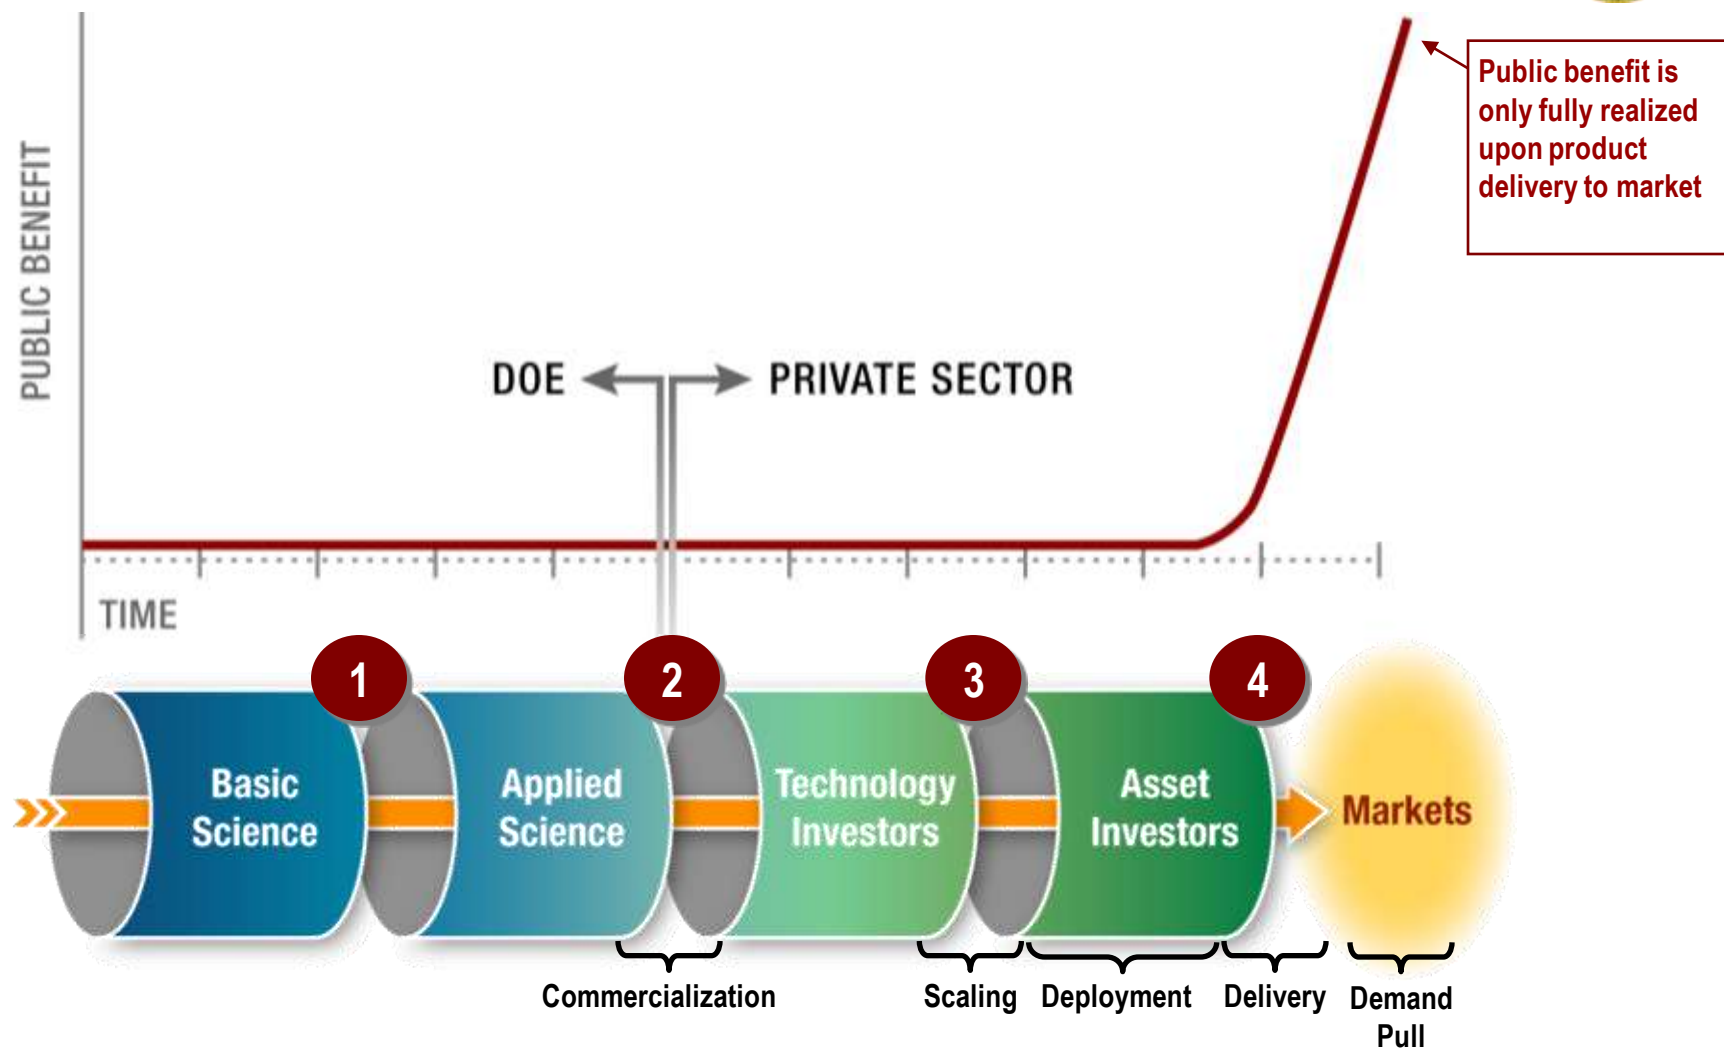 PUBLIC BENEFIT
Public benefit is
only fully realized
upon product
delivery to market
DOE
PRIVATE SECTOR
TIME
1
2
3
4
Basic
Science
Applied
Science
Technology
Investors
Asset
Investors
Markets
Commercialization
Scaling
Deployment
Delivery
Demand
Pull